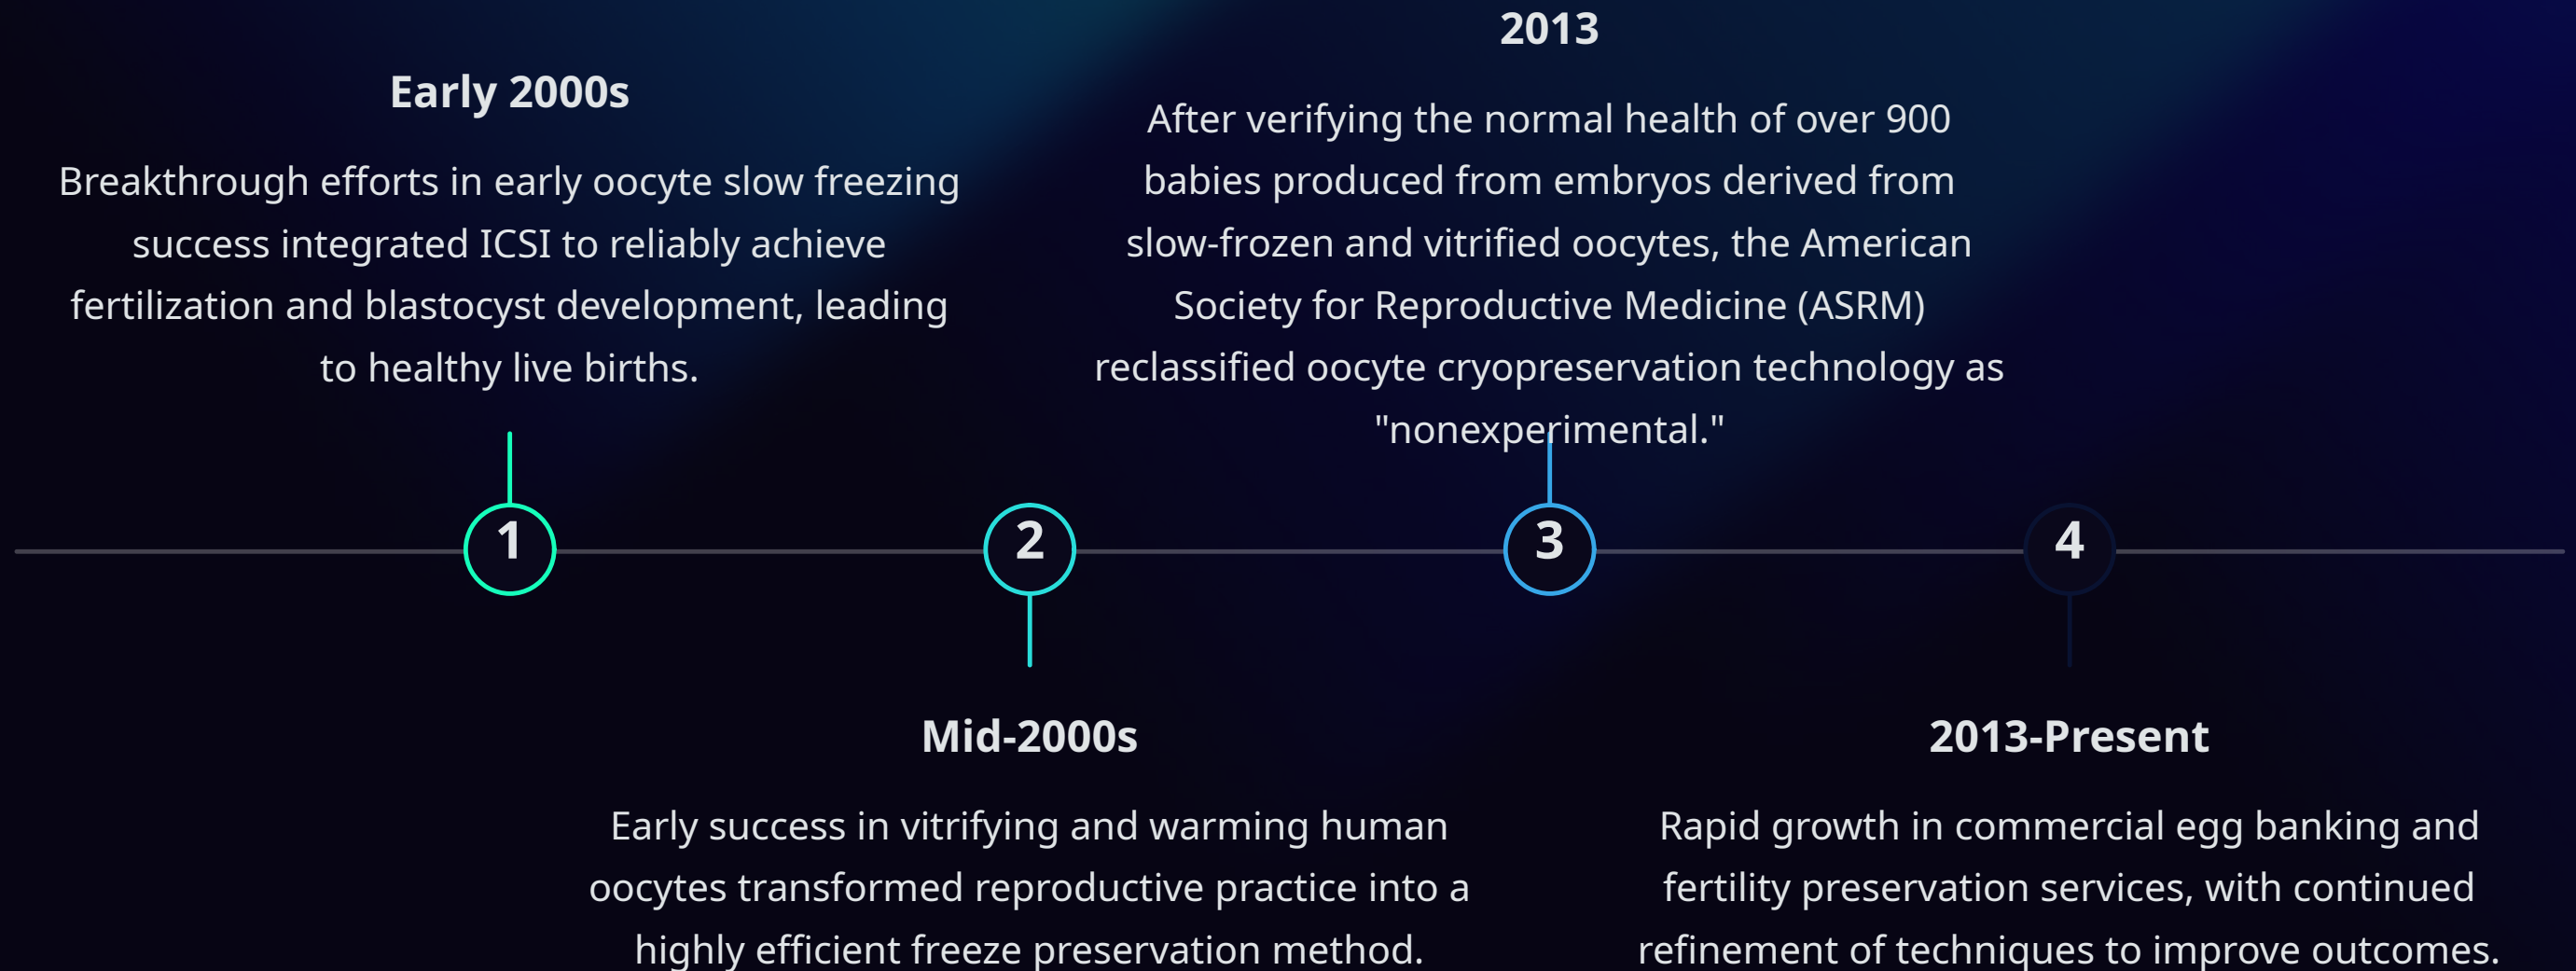 Early 2000s
Breakthrough efforts in early oocyte slow freezing
success integrated ICSI to reliably achieve
fertilization and blastocyst development, leading
to healthy live births.
1
2
Mid-2000s
Early success in vitrifying and warming human
oocytes transformed reproductive practice into a
highly efficient freeze preservation method.
2013
After verifying the normal health of over 900
babies produced from embryos derived from
slow-frozen and vitrified oocytes, the American
Society for Reproductive Medicine (ASRM)
reclassified oocyte cryopreservation technology as
"nonexperimental."
3
4
2013-Present
Rapid growth in commercial egg banking and
fertility preservation services, with continued
refinement of techniques to improve outcomes.